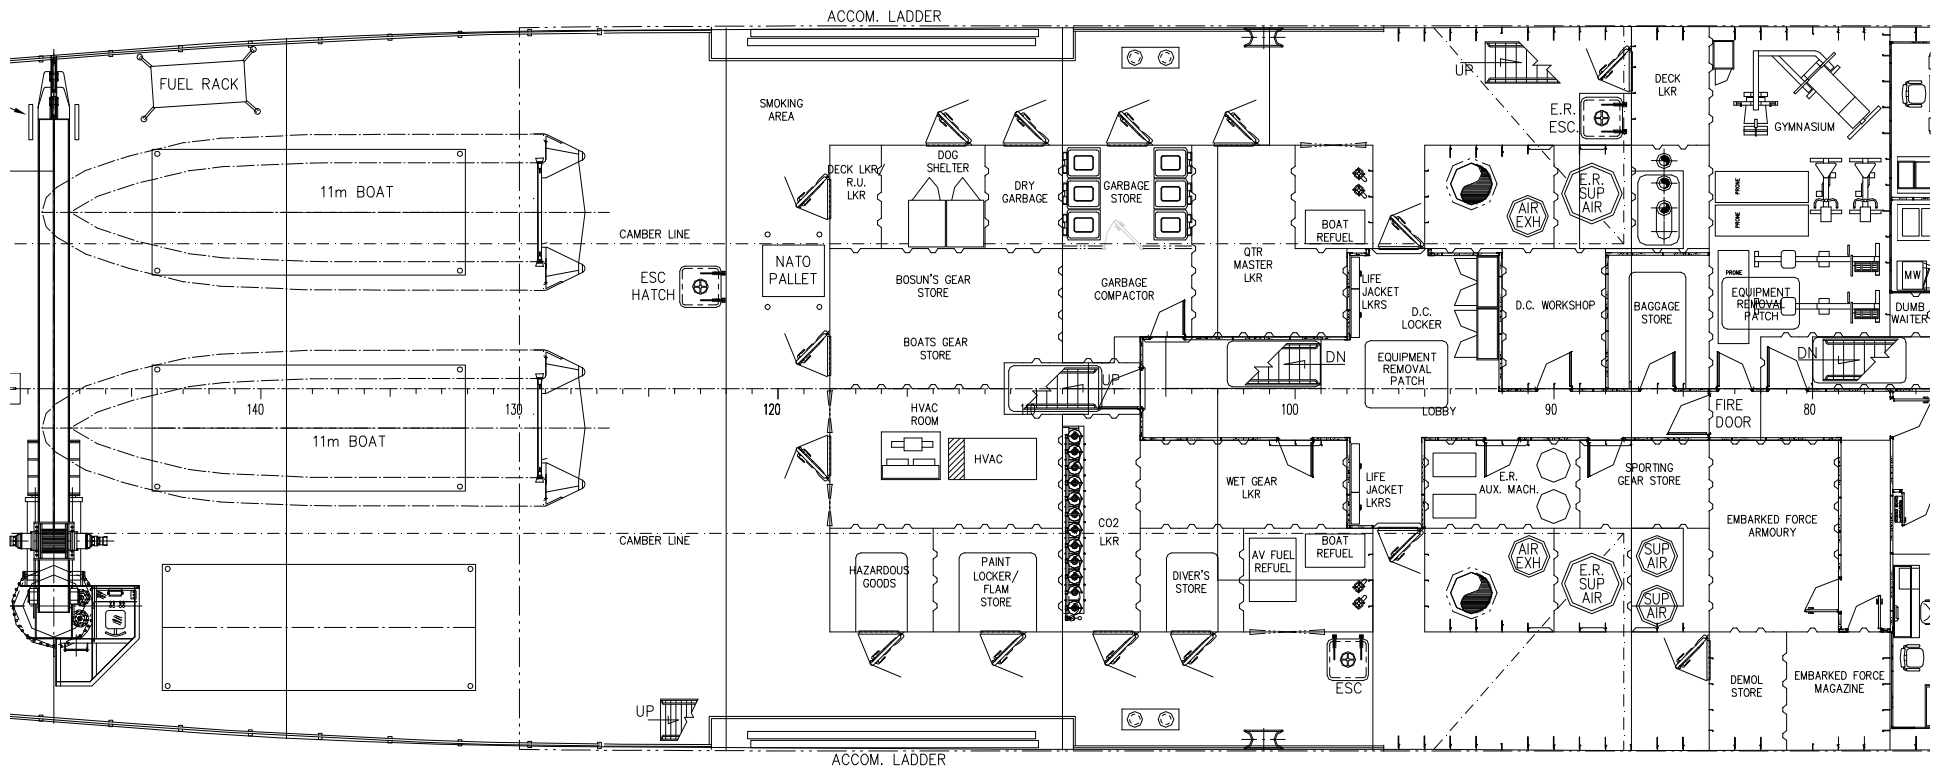 ACCOM. LADDER
FUEL RACK
SMOKING
AREA
UP
DECK
LKR
E.R.
ESC.
GYMNASIUM
11m BOAT
DECK LKR/
R.U.
LKR
DOG
SHELTER
DRY
GARBAGE
GARBAGE
STORE
BOAT
REFUEL
AIR
EXH
E.R.
SUP
AIR
PRONE
PRONE
PRONE
CAMBER LINE
ESC
HATCH
NATO
PALLET
BOSUN'S GEAR
STORE
GARBAGE
COMPACTOR
QTR
MASTER
LKR
LIFE
JACKET
LKRS
D.C.
LOCKER
D.C. WORKSHOP
BAGGAGE
STORE
EQUIPMENT
REMOVAL
PATCH
MW
DUMB
WAITER
BOATS GEAR
STORE
UP
DN
EQUIPMENT
REMOVAL
PATCH
DN
140
130
120
100
90
80
LOBBY
FIRE
DOOR
HVAC
ROOM
HVAC
11m BOAT
WET GEAR
LKR
LIFE
JACKET
LKRS
E.R.
AUX. MACH.
SPORTING
GEAR STORE
EMBARKED FORCE
ARMOURY
CO2
LKR
CAMBER LINE
HAZARDOUS
GOODS
PAINT
LOCKER/
FLAM
STORE
DIVER'S
STORE
AV FUEL
REFUEL
BOAT
REFUEL
AIR
EXH
E.R.
SUP
AIR
SUP
AIR
SUP
AIR
ESC
UP
DEMOL
STORE
EMBARKED FORCE
MAGAZINE
ACCOM. LADDER